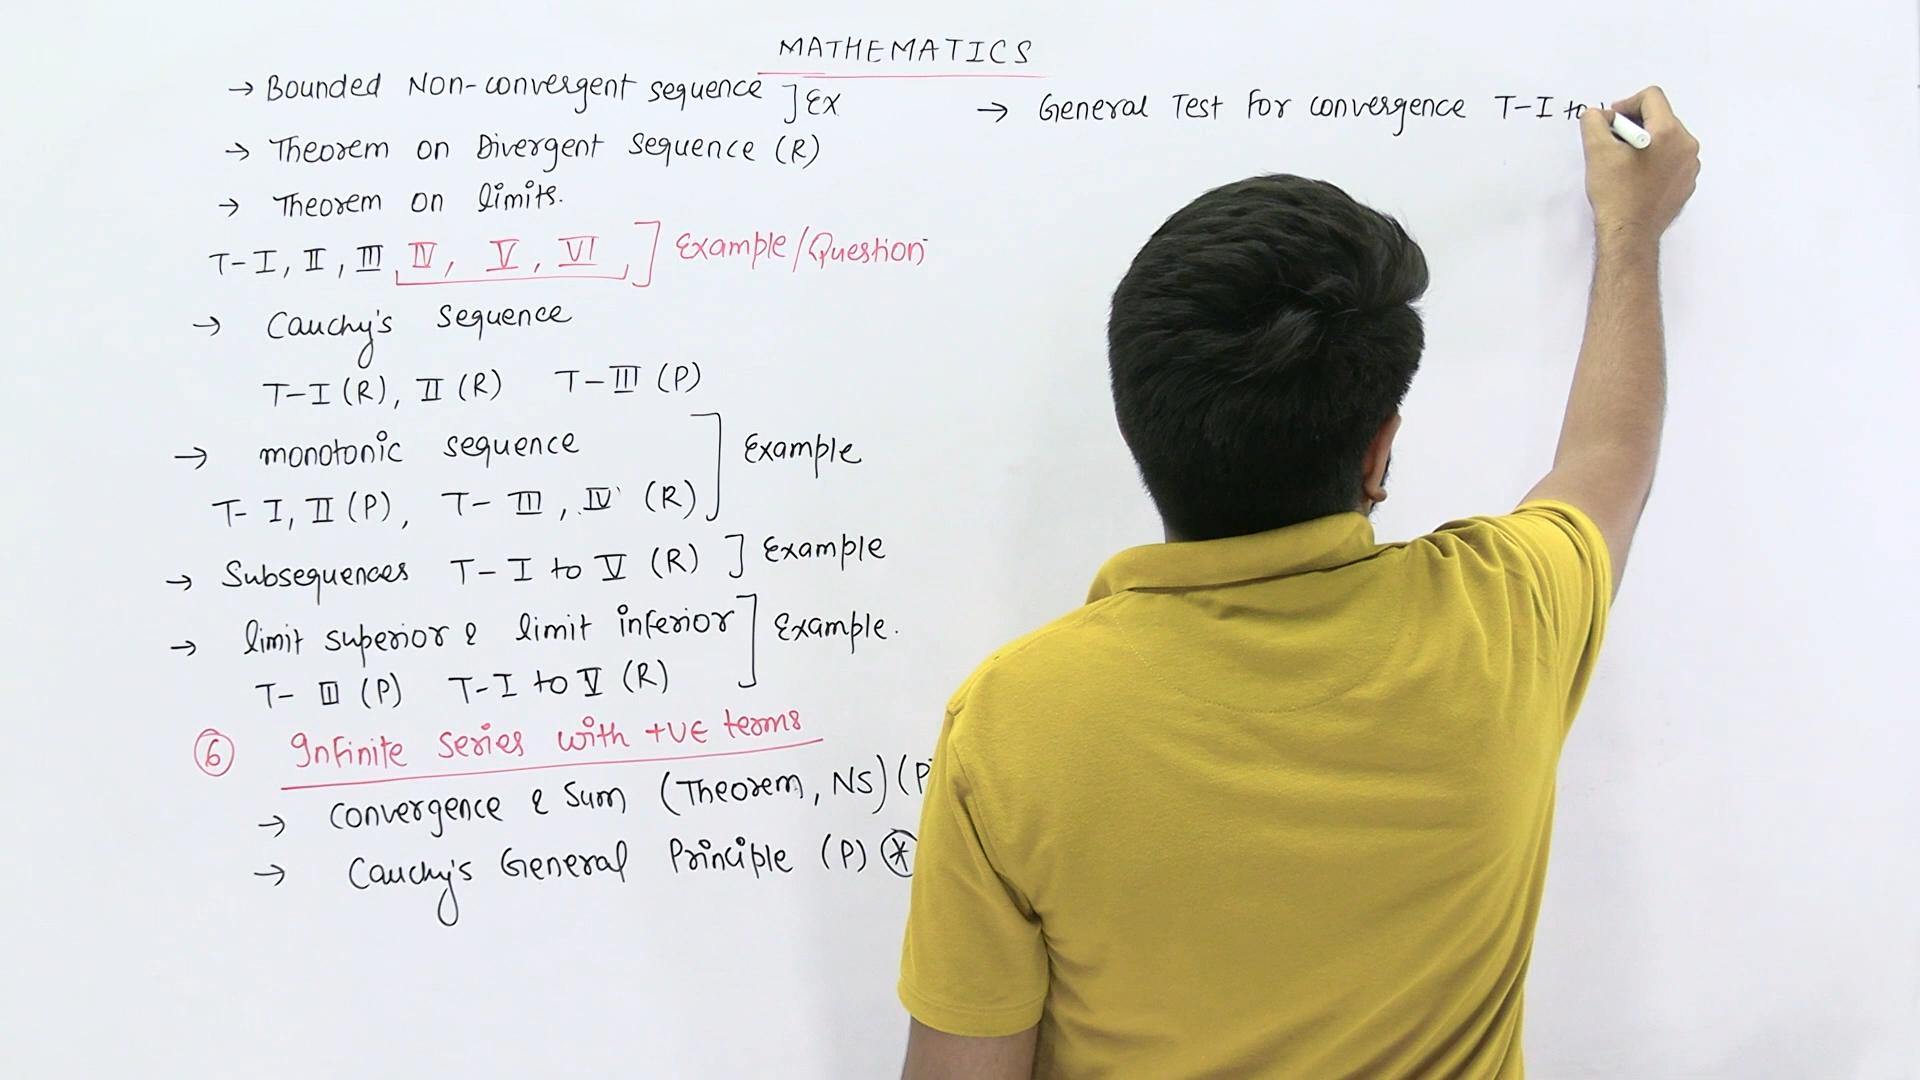 MATHEMATICS
→ Bounded Non-convergent sequence ] Ex
→ Theorem on Divergent sequence (R)
→ Theorem on limits.
T-I, II, III, IV, V, VI ] Example/Question
→ Cauchy's sequence
T-I (R), II (R) T-III (P)
→ monotonic sequence
T- I, II (P), T- III, IV (R) ] Example
→ Subsequences T-I to V (R) ] Example
→ limit superior & limit inferior ] Example.
T- III (P) T-I to V (R)
⑥ Infinite series with +ve terms
→ Convergence & Sum (Theorem, NS) (P
→ Cauchy's General Principle (P) *
→ General Test For convergence T-I to